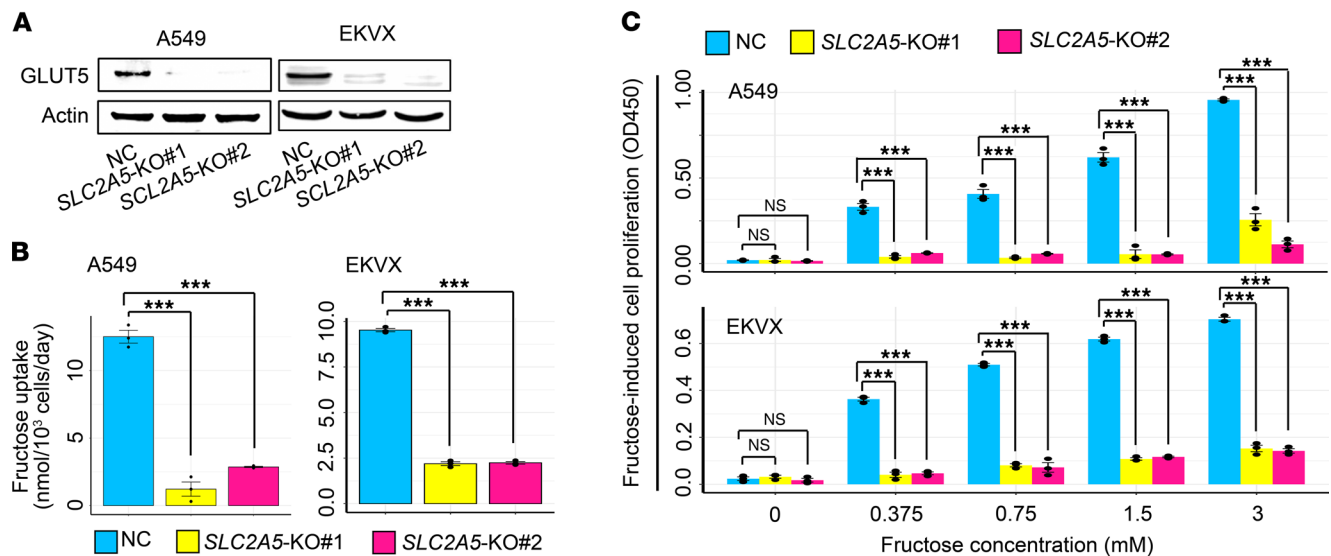 A
A549
EKVX
GLUT5
Actin
NC
SLC2A5-KO#1
SCL2A5-KO#2
NC
SLC2A5-KO#1
SCL2A5-KO#2
B
A549
EKVX
Fructose uptake
(nmol/10³ cells/day)
10
5
0
***
***
10.0
7.5
5.0
2.5
0.0
***
***
NC
SLC2A5-KO#1
SLC2A5-KO#2
C
NC
SLC2A5-KO#1
SLC2A5-KO#2
Fructose-induced cell proliferation (OD450)
A549
1.00
0.50
0.00
NS
NS
***
***
***
***
***
***
***
***
EKVX
0.6
0.4
0.2
0.0
NS
NS
***
***
***
***
***
***
***
***
0
0.375
0.75
1.5
3
Fructose concentration (mM)